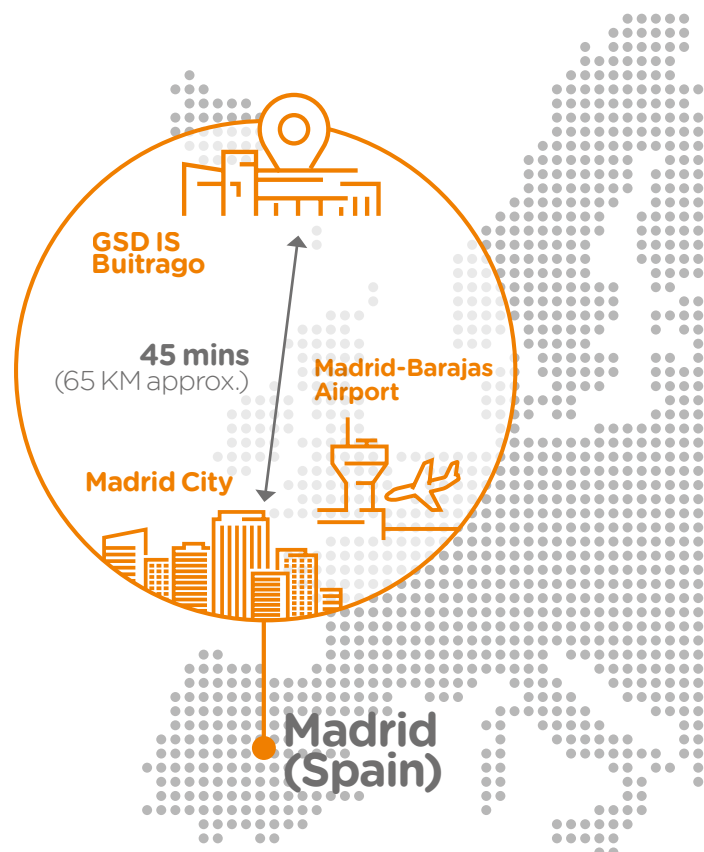 GSD IS
Buitrago
45 mins
(65 KM approx.)
Madrid-Barajas
Airport
Madrid City
Madrid
(Spain)